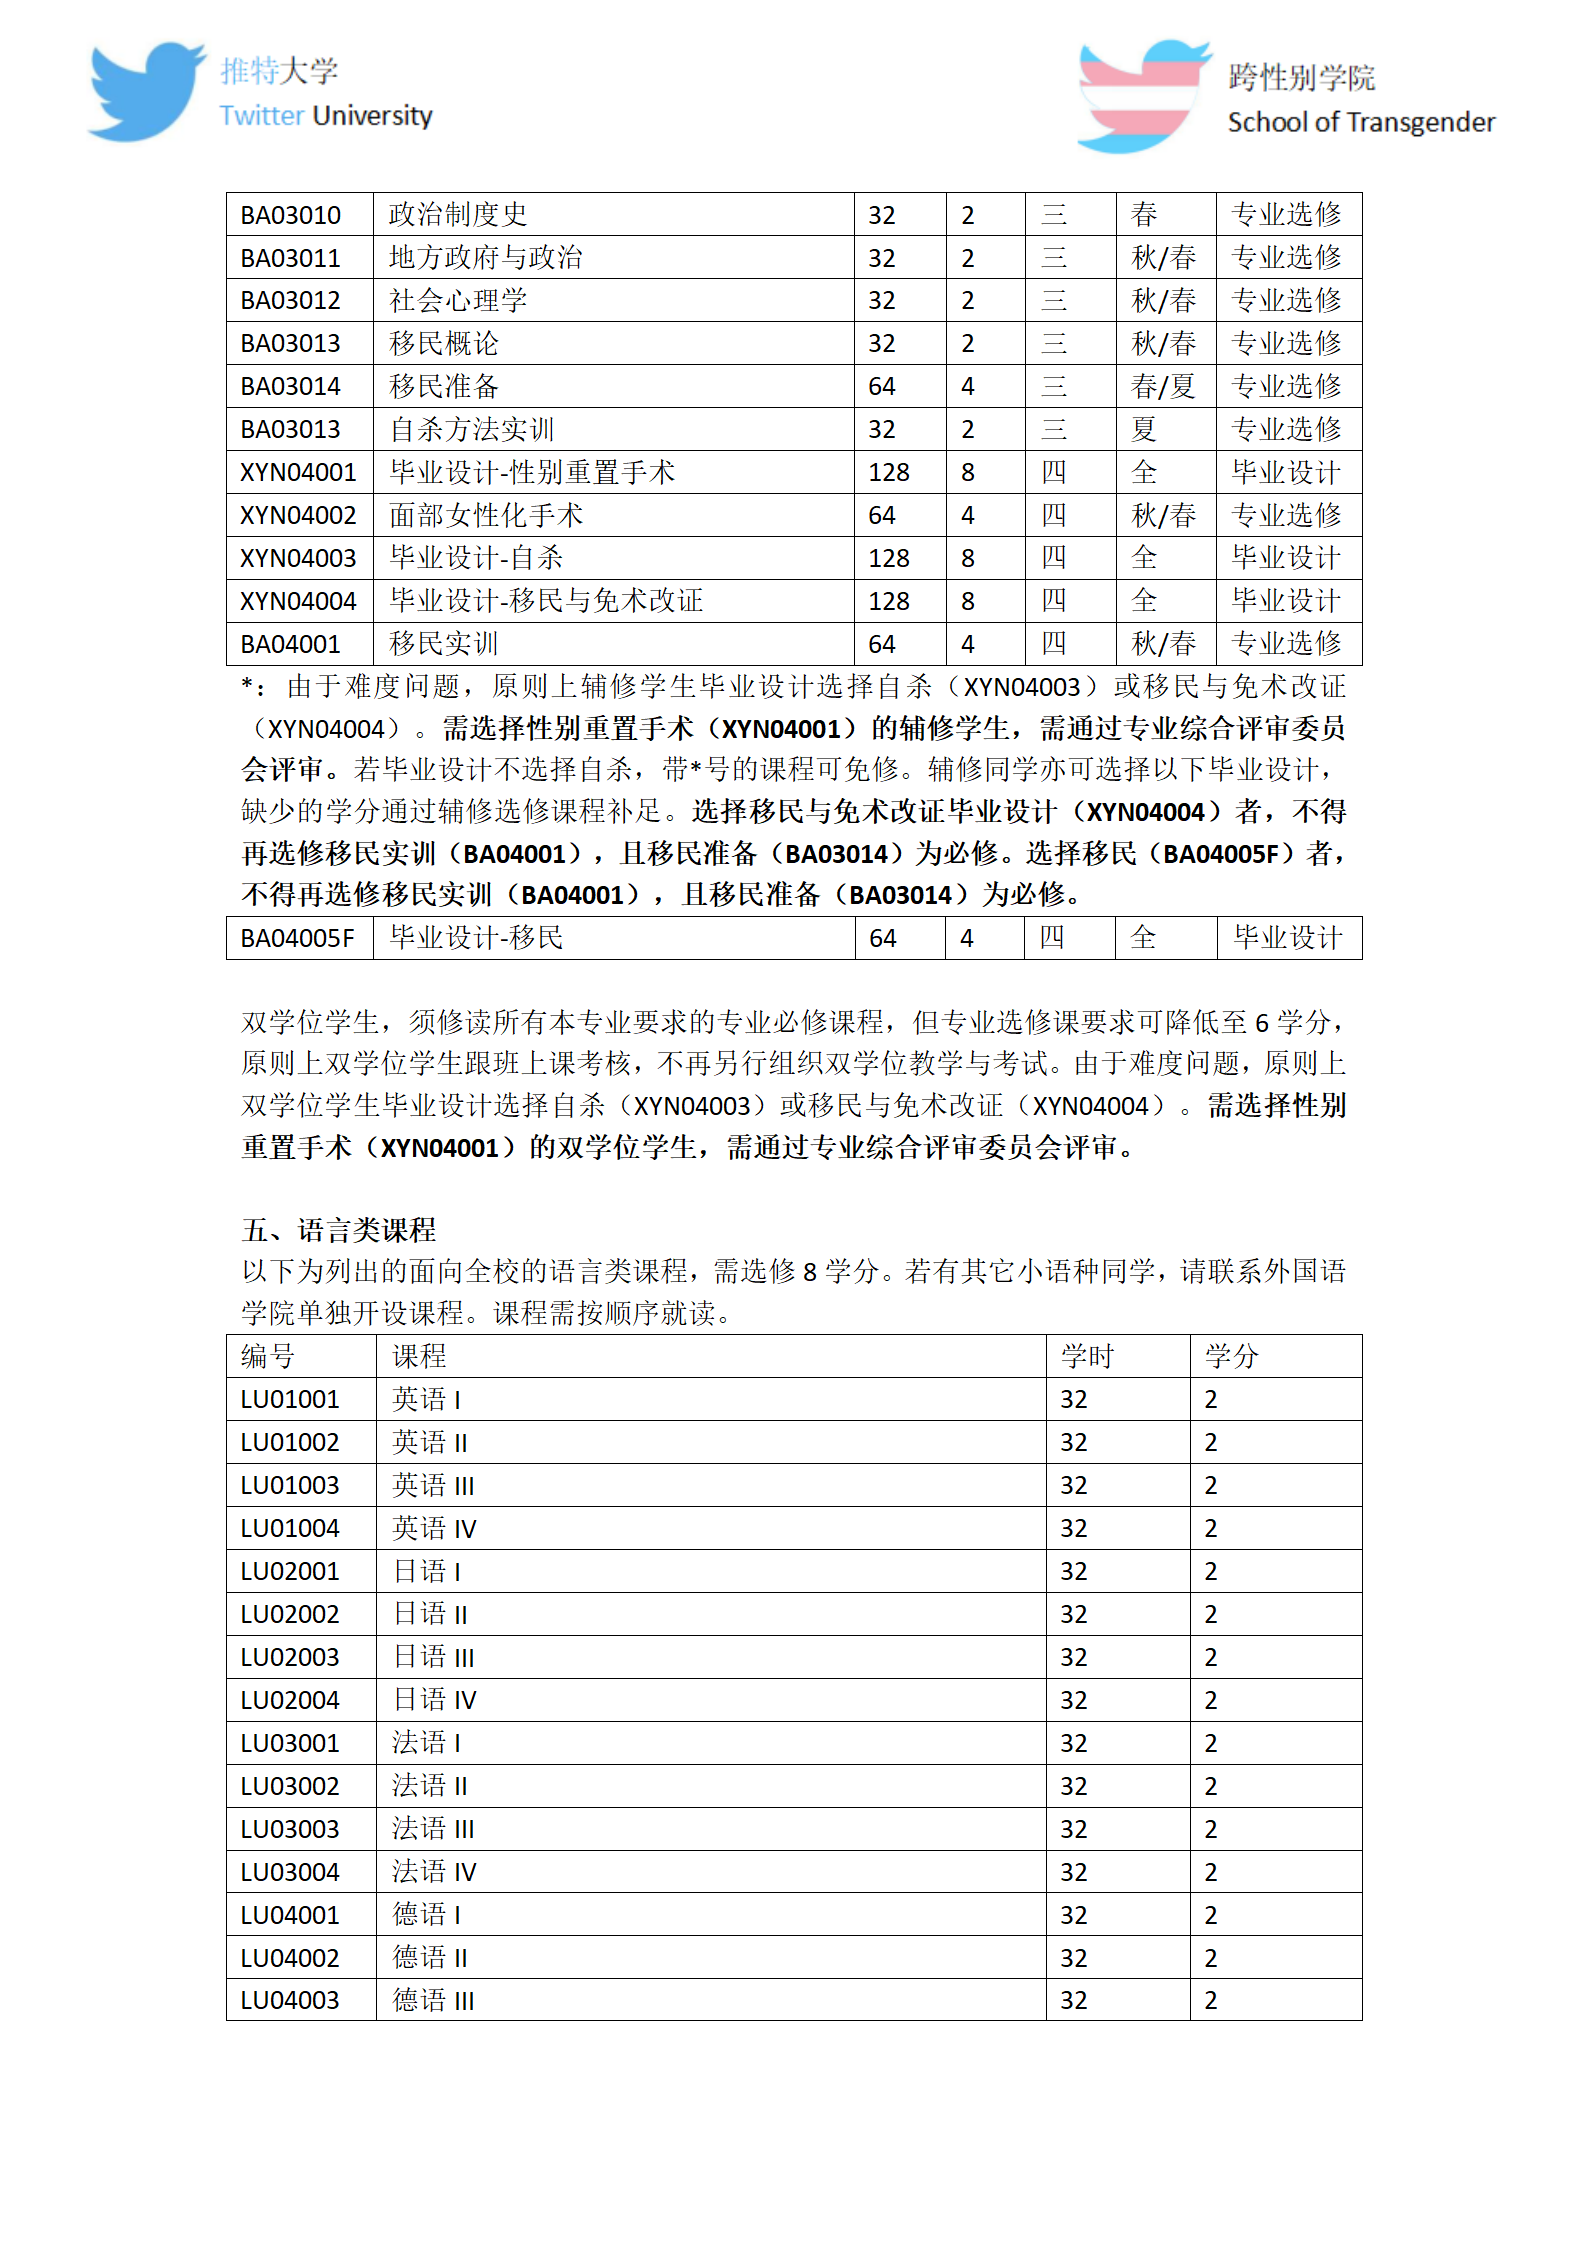 推特大学
Twitter University
跨性别学院
School of Transgender
BA03010 政治制度史 32 2 三 春 专业选修
BA03011 地方政府与政治 32 2 三 秋/春 专业选修
BA03012 社会心理学 32 2 三 秋/春 专业选修
BA03013 移民概论 32 2 三 秋/春 专业选修
BA03014 移民准备 64 4 三 春/夏 专业选修
BA03013 自杀方法实训 32 2 三 夏 专业选修
XYN04001 毕业设计-性别重置手术 128 8 四 全 毕业设计
XYN04002 面部女性化手术 64 4 四 秋/春 专业选修
XYN04003 毕业设计-自杀 128 8 四 全 毕业设计
XYN04004 毕业设计-移民与免术改证 128 8 四 全 毕业设计
BA04001 移民实训 64 4 四 秋/春 专业选修
*：由于难度问题，原则上辅修学生毕业设计选择自杀（XYN04003）或移民与免术改证
（XYN04004）。需选择性别重置手术（XYN04001）的辅修学生，需通过专业综合评审委员
会评审。若毕业设计不选择自杀，带*号的课程可免修。辅修同学亦可选择以下毕业设计，
缺少的学分通过辅修选修课程补足。选择移民与免术改证毕业设计（XYN04004）者，不得
再选修移民实训（BA04001），且移民准备（BA03014）为必修。选择移民（BA04005F）者，
不得再选修移民实训（BA04001），且移民准备（BA03014）为必修。
BA04005F 毕业设计-移民 64 4 四 全 毕业设计
双学位学生，须修读所有本专业要求的专业必修课程，但专业选修课要求可降低至 6 学分，
原则上双学位学生跟班上课考核，不再另行组织双学位教学与考试。由于难度问题，原则上
双学位学生毕业设计选择自杀（XYN04003）或移民与免术改证（XYN04004）。需选择性别
重置手术（XYN04001）的双学位学生，需通过专业综合评审委员会评审。
五、语言类课程
以下为列出的面向全校的语言类课程，需选修 8 学分。若有其它小语种同学，请联系外国语
学院单独开设课程。课程需按顺序就读。
编号 课程 学时 学分
LU01001 英语 I 32 2
LU01002 英语 II 32 2
LU01003 英语 III 32 2
LU01004 英语 IV 32 2
LU02001 日语 I 32 2
LU02002 日语 II 32 2
LU02003 日语 III 32 2
LU02004 日语 IV 32 2
LU03001 法语 I 32 2
LU03002 法语 II 32 2
LU03003 法语 III 32 2
LU03004 法语 IV 32 2
LU04001 德语 I 32 2
LU04002 德语 II 32 2
LU04003 德语 III 32 2